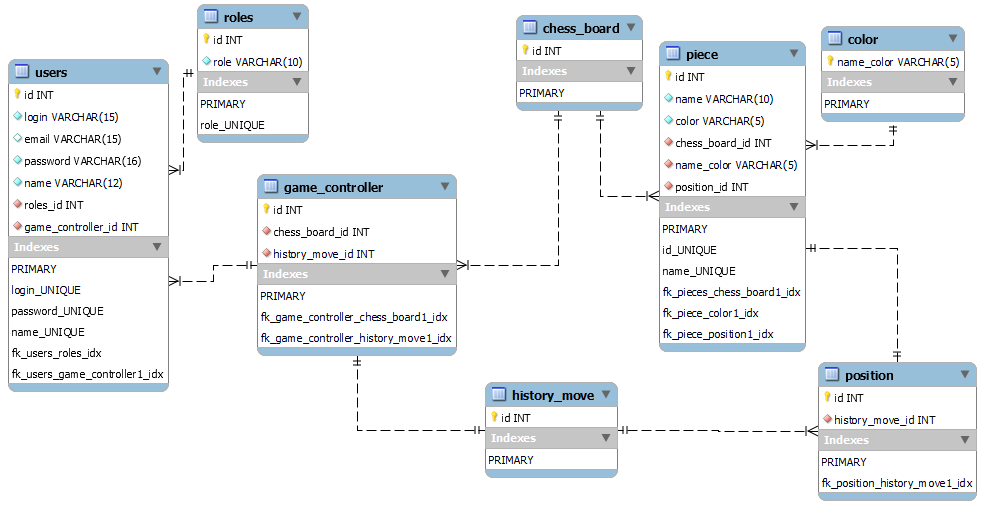 roles
id INT
role VARCHAR(10)
Indexes
PRIMARY
role_UNIQUE
users
id INT
login VARCHAR(15)
email VARCHAR(15)
password VARCHAR(16)
name VARCHAR(12)
roles_id INT
game_controller_id INT
Indexes
PRIMARY
login_UNIQUE
password_UNIQUE
name_UNIQUE
fk_users_roles_idx
fk_users_game_controller1_idx
game_controller
id INT
chess_board_id INT
history_move_id INT
Indexes
PRIMARY
fk_game_controller_chess_board1_idx
fk_game_controller_history_move1_idx
chess_board
id INT
Indexes
PRIMARY
piece
id INT
name VARCHAR(10)
color VARCHAR(5)
chess_board_id INT
name_color VARCHAR(5)
position_id INT
Indexes
PRIMARY
id_UNIQUE
name_UNIQUE
fk_pieces_chess_board1_idx
fk_piece_color1_idx
fk_piece_position1_idx
color
name_color VARCHAR(5)
Indexes
PRIMARY
history_move
id INT
Indexes
PRIMARY
position
id INT
history_move_id INT
Indexes
PRIMARY
fk_position_history_move1_idx